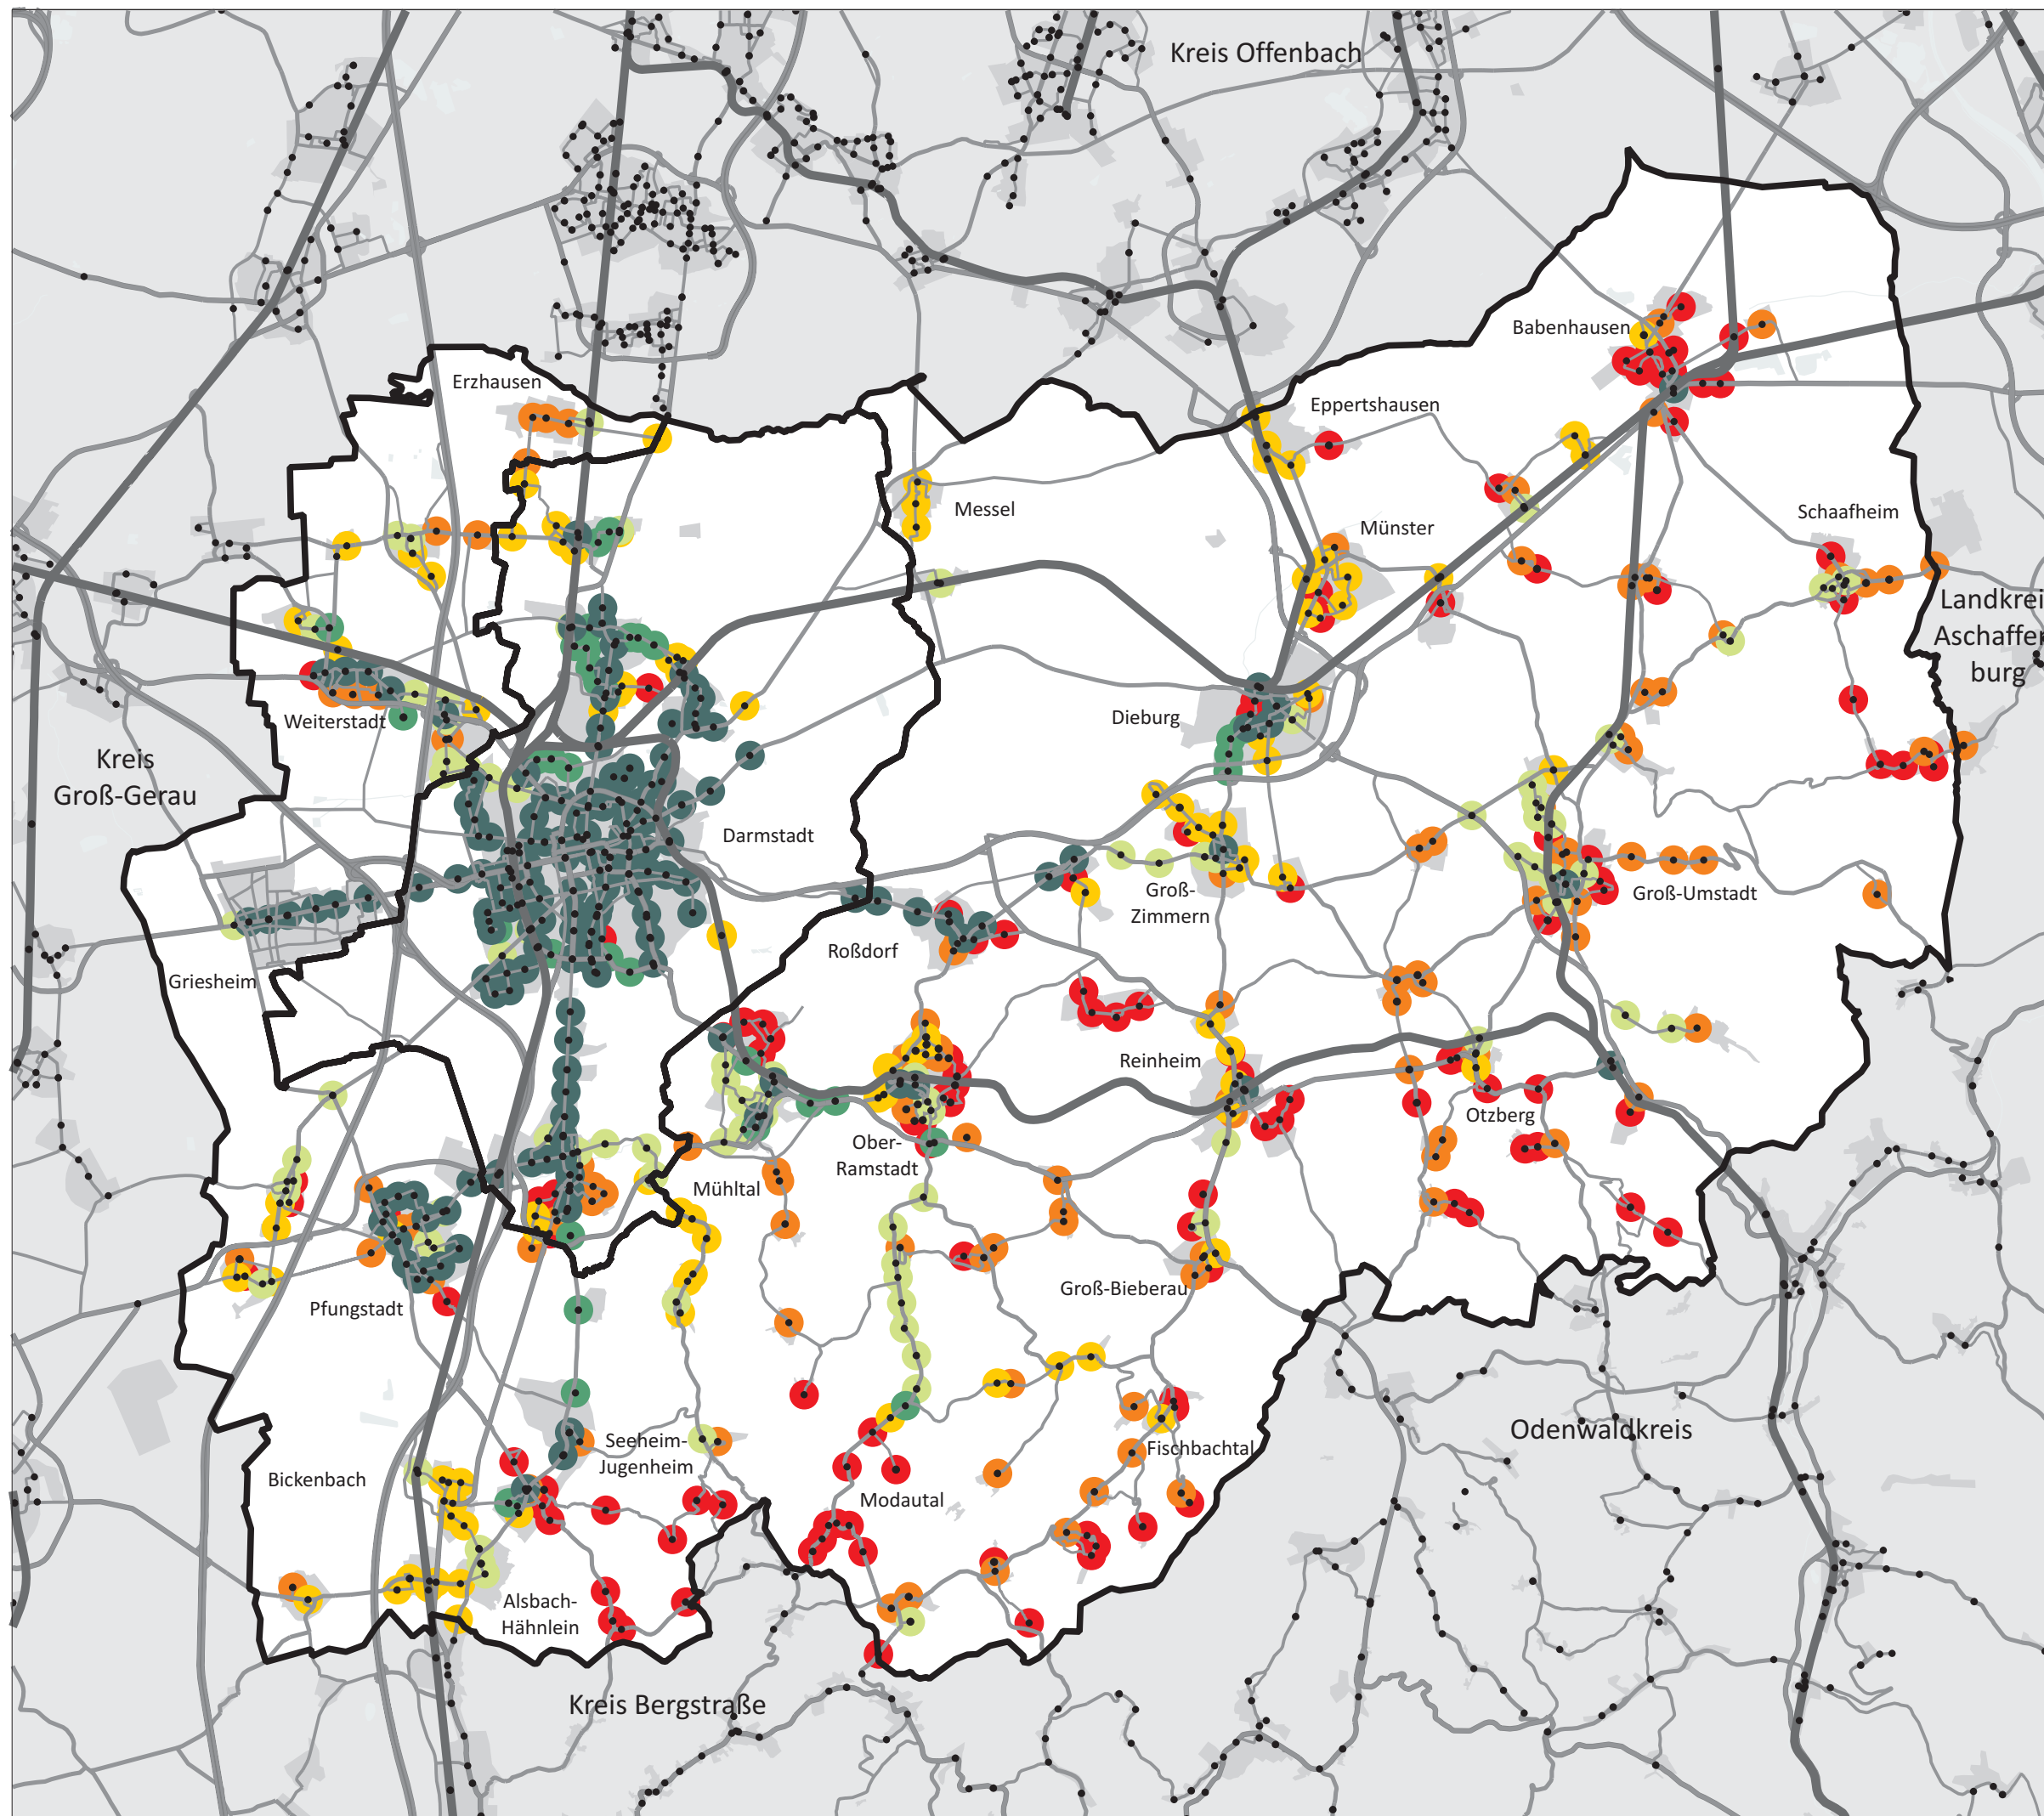 Kreis Offenbach
Babenhausen
Erzhausen
Eppertshausen
Messel
Schaafheim
Münster
Landkrei
Aschaffen
burg
Weiterstadt
Dieburg
Kreis
Groß-Gerau
Darmstadt
Groß-
Zimmern
Groß-Umstadt
Roßdorf
Griesheim
Reinheim
Otzberg
Ober-
Ramstadt
Mühltal
Groß-Bieberau
Pfungstadt
Odenwaldkreis
Seeheim-
Jugenheim
Fischbachtal
Bickenbach
Modautal
Alsbach-
Hähnlein
Kreis Bergstraße